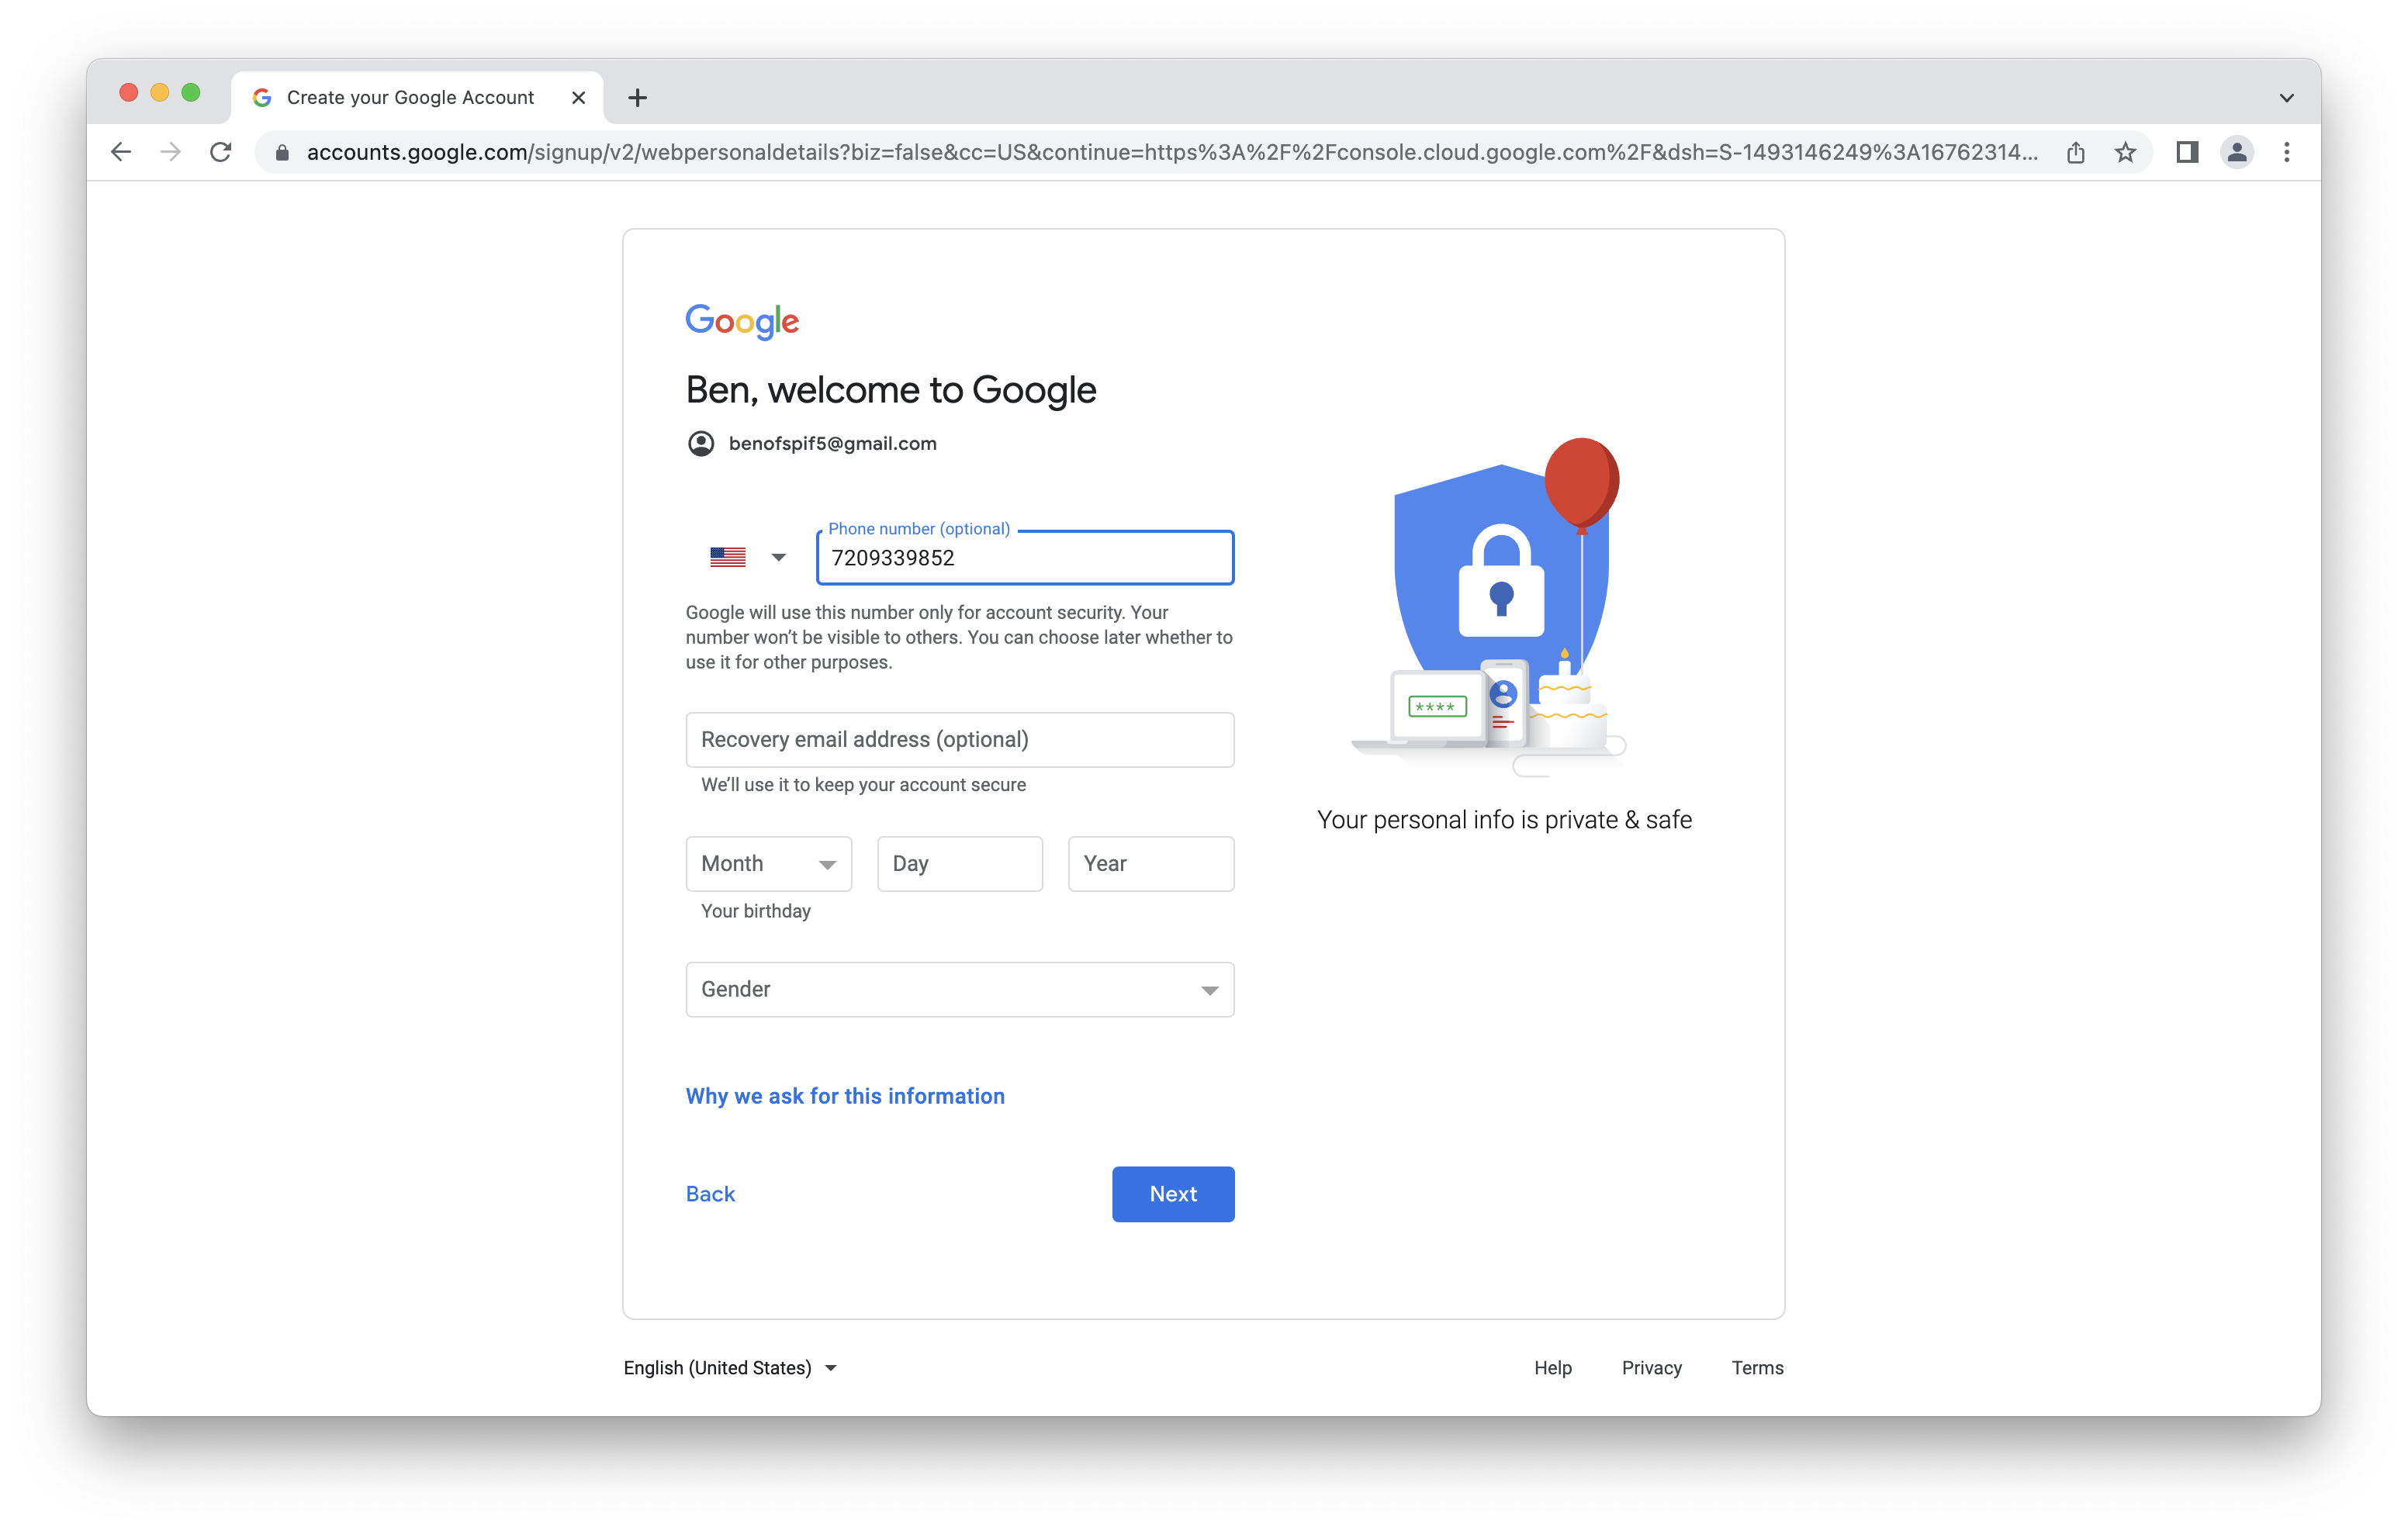 Create your Google Account
accounts.google.com/signup/v2/webpersonaldetails?biz=false&cc=US&continue=https%3A%2F%2Fconsole.cloud.google.com%2F&dsh=S-1493146249%3A16762314...
Google
Ben, welcome to Google
benofspif5@gmail.com
Phone number (optional)
7209339852
Google will use this number only for account security. Your
number won’t be visible to others. You can choose later whether to
use it for other purposes.
Recovery email address (optional)
We’ll use it to keep your account secure
Month Day Year
Your birthday
Gender
Why we ask for this information
Back Next
****
Your personal info is private & safe
English (United States) Help Privacy Terms